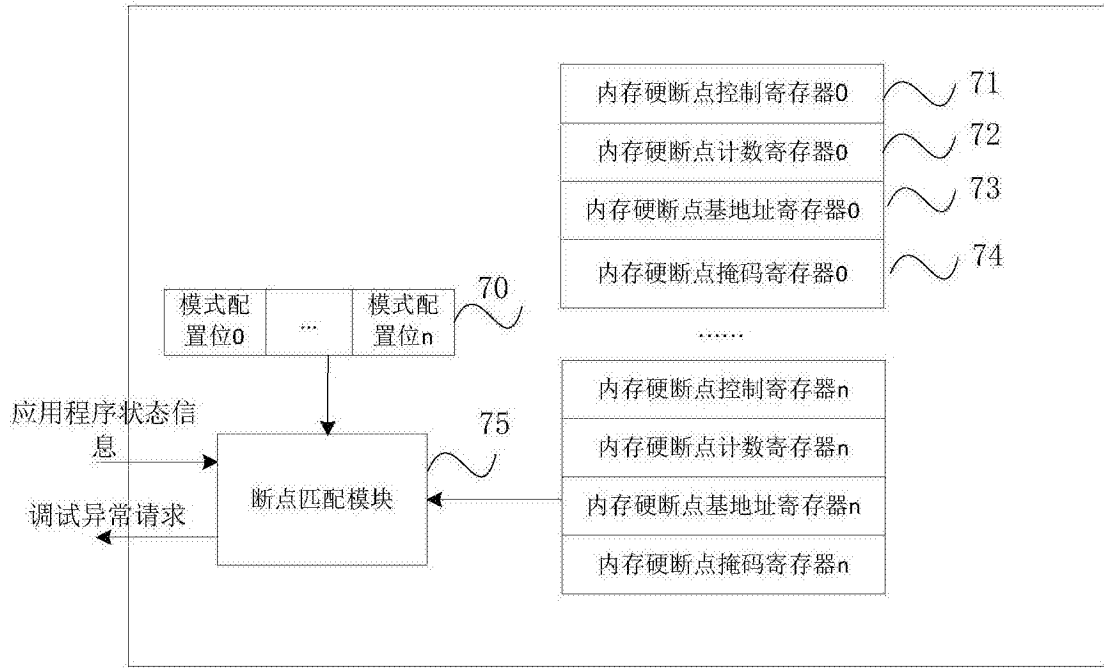 内存硬断点控制寄存器0
71
内存硬断点计数寄存器0
72
内存硬断点基地址寄存器0
73
内存硬断点掩码寄存器0
74
模式配
置位0
...
模式配
置位n
70
......
内存硬断点控制寄存器n
内存硬断点计数寄存器n
内存硬断点基地址寄存器n
内存硬断点掩码寄存器n
应用程序状态信
息
75
断点匹配模块
调试异常请求